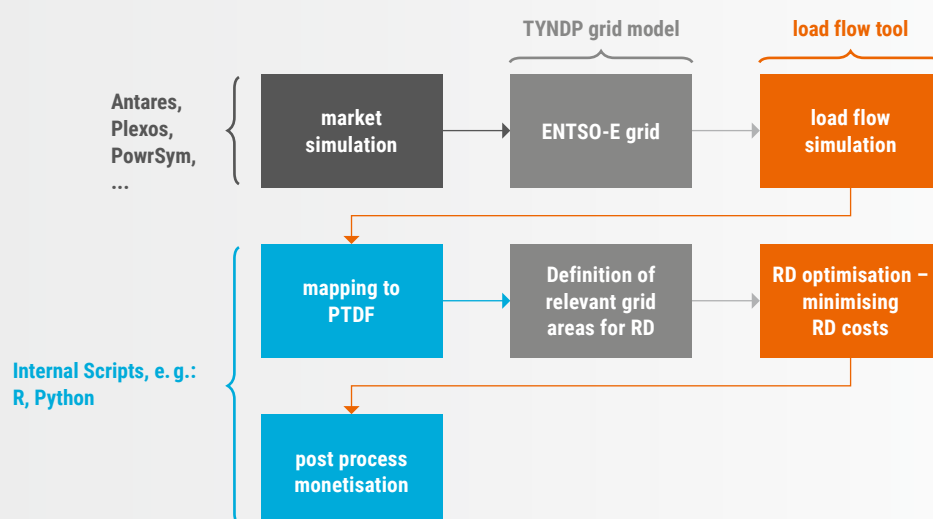 TYNDP grid model
load flow tool
Antares,
Plexos,
PowrSym,
...
market
simulation
ENTSO-E grid
load flow
simulation
mapping to
PTDF
Definition of
relevant grid
areas for RD
RD optimisation –
minimising
RD costs
Internal Scripts, e. g.:
R, Python
post process
monetisation